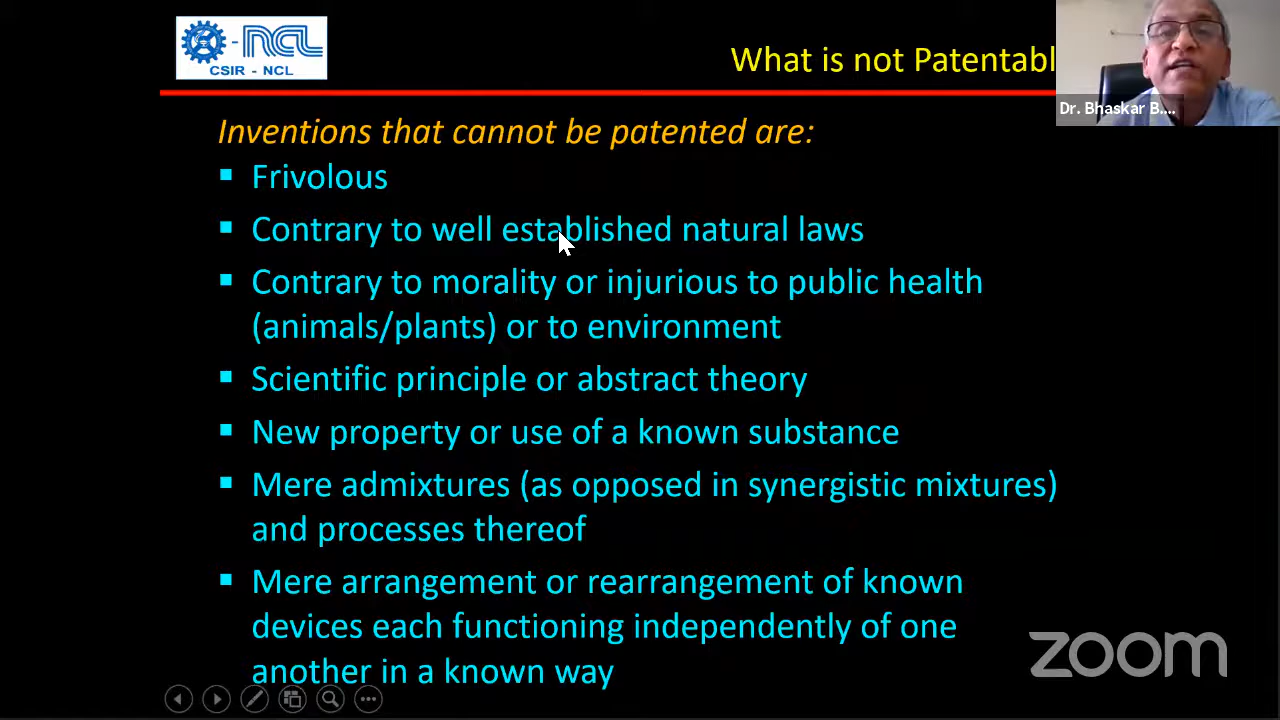 NCL
CSIR - NCL
What is not Patentabl
Dr. Bhaskar B....
Inventions that cannot be patented are:
▪ Frivolous
▪ Contrary to well established natural laws
▪ Contrary to morality or injurious to public health
(animals/plants) or to environment
▪ Scientific principle or abstract theory
▪ New property or use of a known substance
▪ Mere admixtures (as opposed in synergistic mixtures)
and processes thereof
▪ Mere arrangement or rearrangement of known
devices each functioning independently of one
another in a known way
zoom